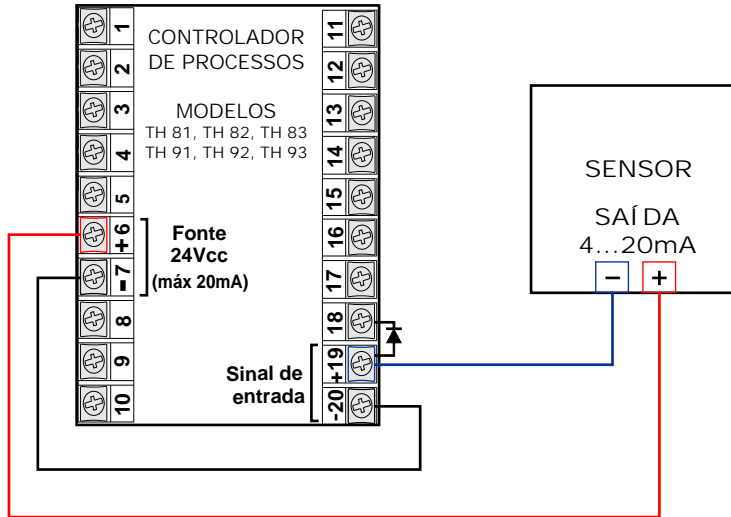 1
2
3
4
5
+6
-7
8
9
10
CONTROLADOR
DE PROCESSOS
MODELOS
TH 81, TH 82, TH 83
TH 91, TH 92, TH 93
Fonte
24Vcc
(máx 20mA)
11
12
13
14
15
16
17
18
+19
-20
Sinal de
entrada
SENSOR
SAÍDA
4...20mA
− +